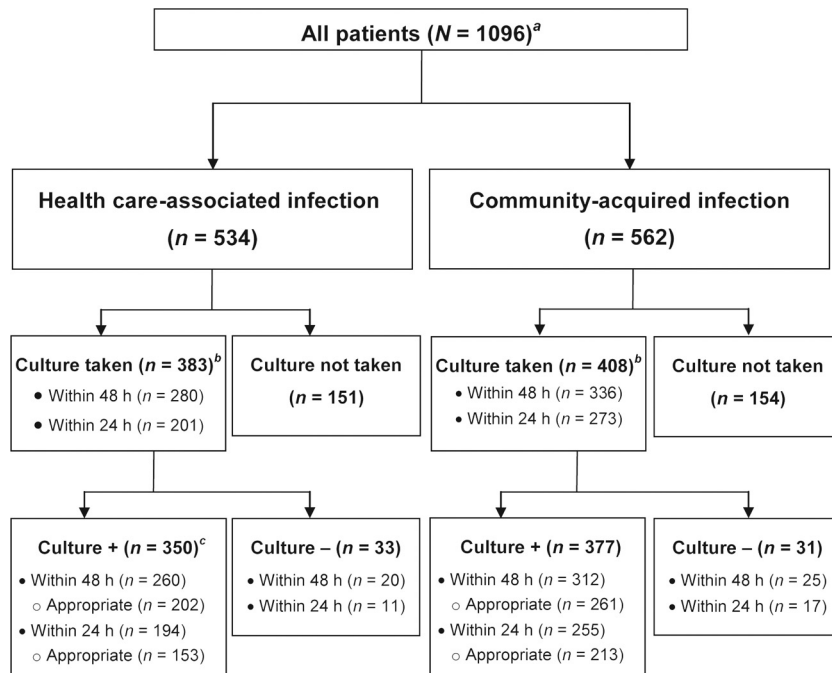 All patients (N = 1096)a
Health care-associated infection
(n = 534)
Community-acquired infection
(n = 562)
Culture taken (n = 383)b
● Within 48 h (n = 280)
● Within 24 h (n = 201)
Culture not taken
(n = 151)
Culture taken (n = 408)b
• Within 48 h (n = 336)
• Within 24 h (n = 273)
Culture not taken
(n = 154)
Culture + (n = 350)c
• Within 48 h (n = 260)
○ Appropriate (n = 202)
• Within 24 h (n = 194)
○ Appropriate (n = 153)
Culture – (n = 33)
• Within 48 h (n = 20)
• Within 24 h (n = 11)
Culture + (n = 377)
• Within 48 h (n = 312)
○ Appropriate (n = 261)
• Within 24 h (n = 255)
○ Appropriate (n = 213)
Culture – (n = 31)
• Within 48 h (n = 25)
• Within 24 h (n = 17)